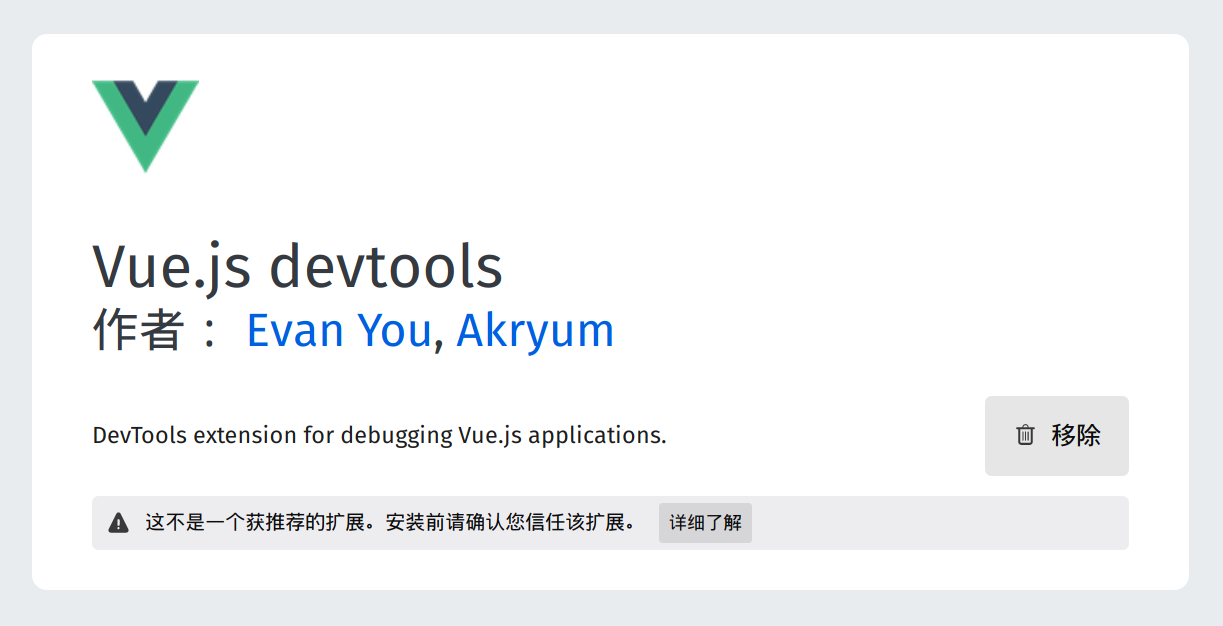 Vue.js devtools
作者： Evan You, Akryum
DevTools extension for debugging Vue.js applications.
移除
这不是一个获推荐的扩展。安装前请确认您信任该扩展。 详细了解